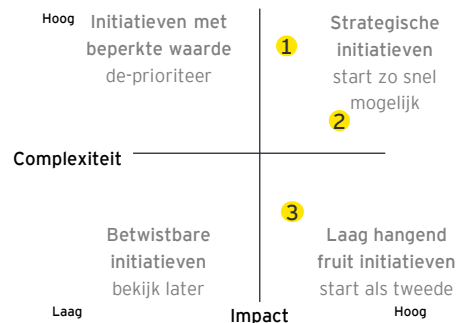 Hoog
Initiatieven met
beperkte waarde
de-prioriteer
1
Strategische
initiatieven
start zo snel
mogelijk
2
Complexiteit
3
Betwistbare
initiatieven
bekijk later
Laag hangend
fruit initiatieven
start als tweede
Laag
Impact
Hoog